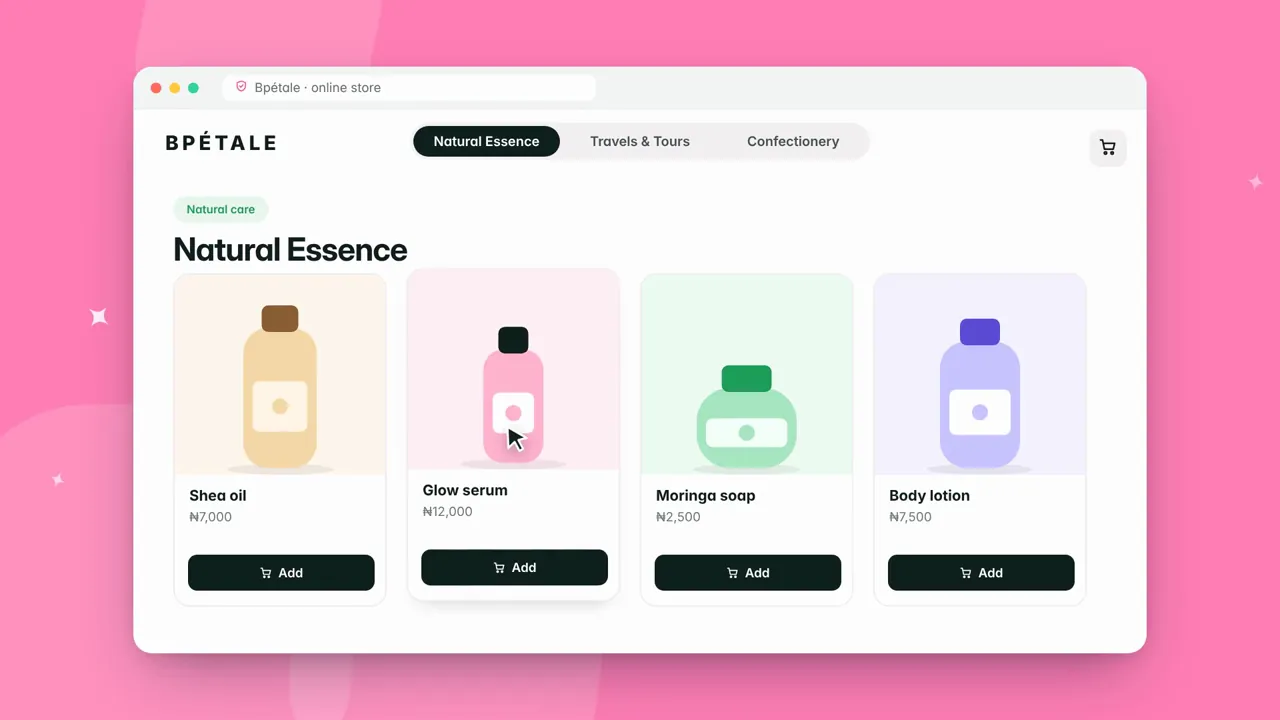 Bpétale · online store
BPÉTALE
Natural Essence
Travels & Tours
Confectionery
Natural care
Natural Essence
Shea oil
₦7,000
Add
Glow serum
₦12,000
Add
Moringa soap
₦2,500
Add
Body lotion
₦7,500
Add